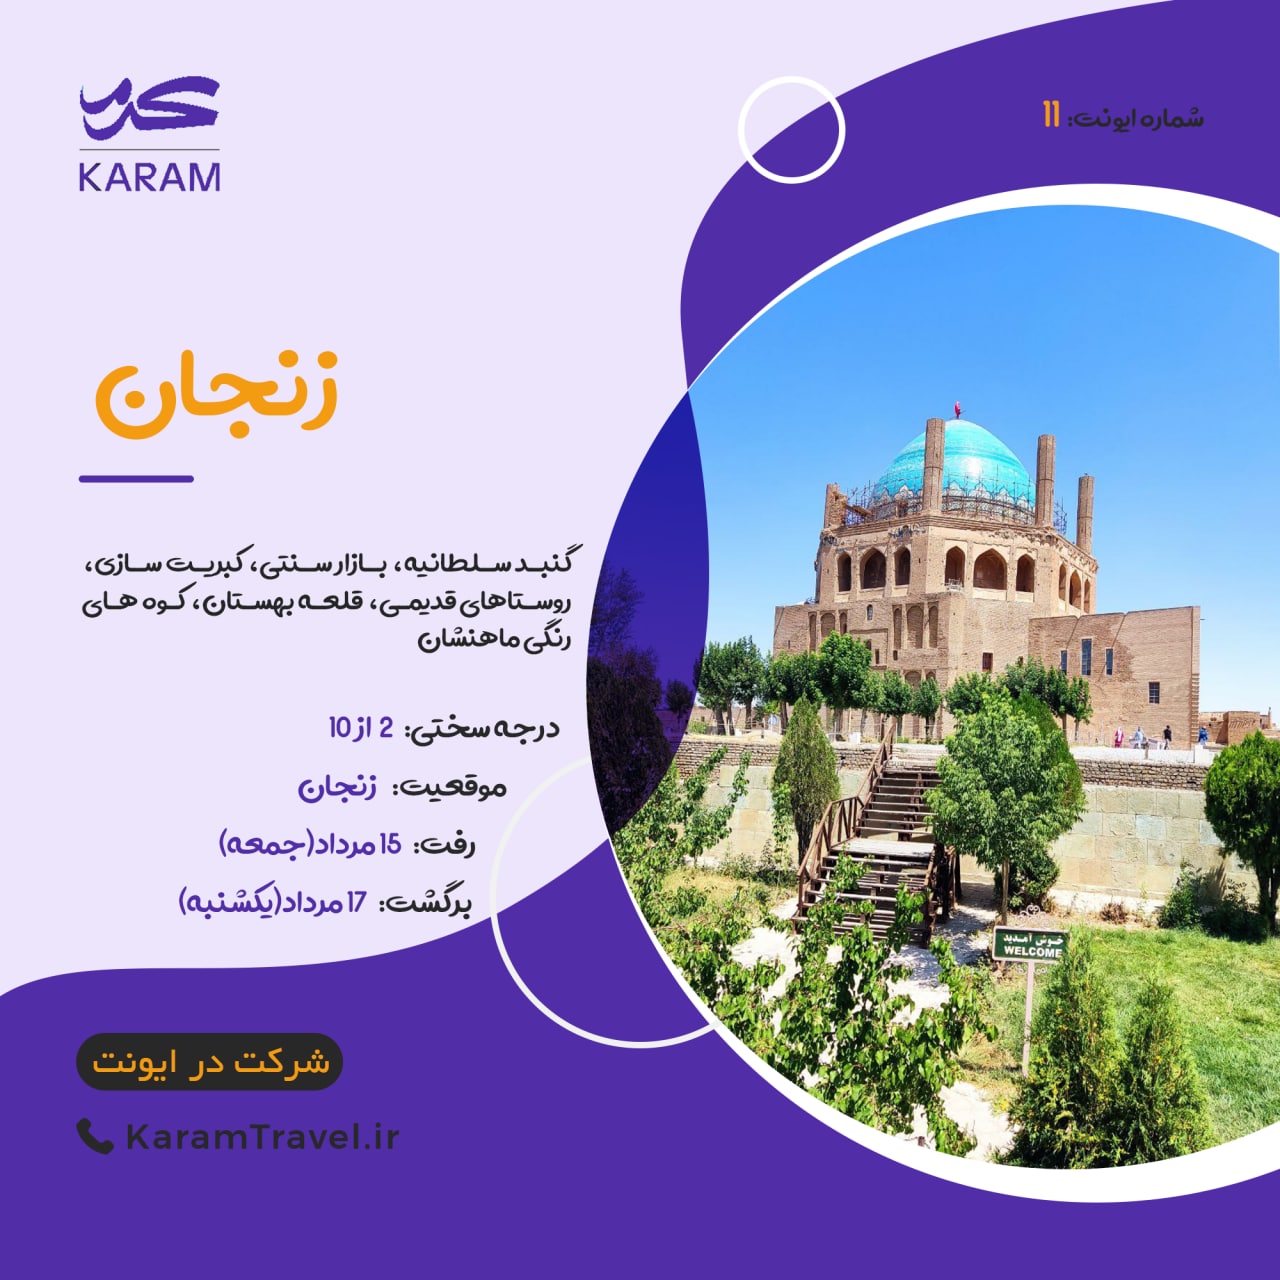 کرم
KARAM
شماره ایونت: 11
زنجان
گنبد سلطانیه، بازار سنتی، کبریت سازی،
روستاهای قدیمی، قلعه بهستان، کوه های
رنگی ماهنشان
درجه سختی: 2 از 10
موقعیت: زنجان
رفت: 15 مرداد(جمعه)
برگشت: 17 مرداد(یکشنبه)
خوش آمدید
WELCOME
شرکت در ایونت
KaramTravel.ir